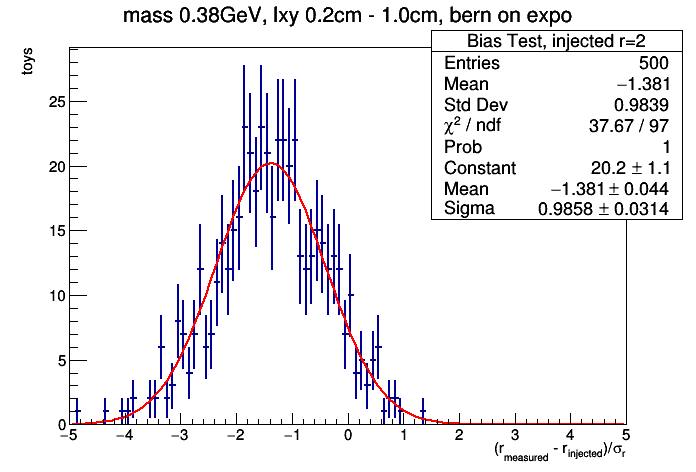 mass 0.38GeV, lxy 0.2cm - 1.0cm, bern on expo
Bias Test, injected r=2
Entries 500
Mean −1.381
Std Dev 0.9839
χ² / ndf 37.67 / 97
Prob 1
Constant 20.2 ± 1.1
Mean −1.381 ± 0.044
Sigma 0.9858 ± 0.0314
toys
25
20
15
10
5
0
−5 −4 −3 −2 −1 0 1 2 3 4 5
(r_measured - r_injected)/σ_r